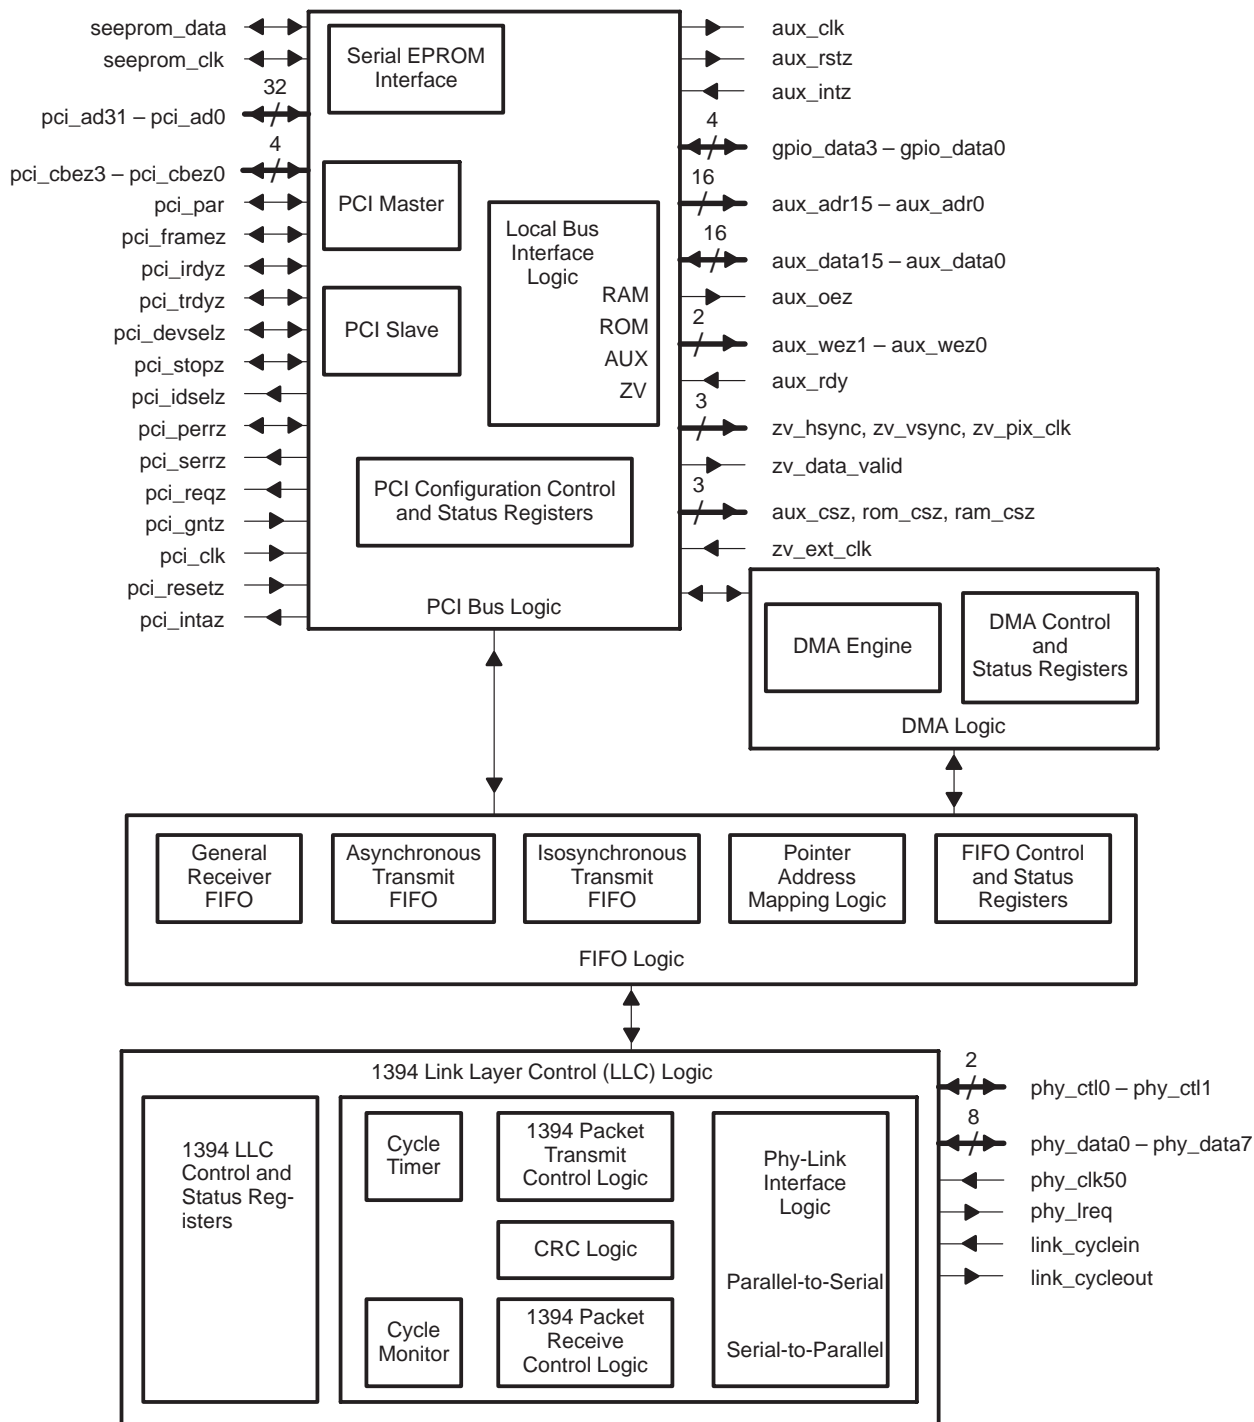 seeprom_data
seeprom_clk
32
pci_ad31 – pci_ad0
4
pci_cbez3 – pci_cbez0
pci_par
pci_framez
pci_irdyz
pci_trdyz
pci_devselz
pci_stopz
pci_idselz
pci_perrz
pci_serrz
pci_reqz
pci_gntz
pci_clk
pci_resetz
pci_intaz
Serial EPROM
Interface
PCI Master
PCI Slave
Local Bus
Interface
Logic
RAM
ROM
AUX
ZV
PCI Configuration Control
and Status Registers
PCI Bus Logic
aux_clk
aux_rstz
aux_intz
4
gpio_data3 – gpio_data0
16
aux_adr15 – aux_adr0
16
aux_data15 – aux_data0
aux_oez
2
aux_wez1 – aux_wez0
aux_rdy
3
zv_hsync, zv_vsync, zv_pix_clk
zv_data_valid
3
aux_csz, rom_csz, ram_csz
zv_ext_clk
DMA Engine
DMA Control
and
Status Registers
DMA Logic
General
Receiver
FIFO
Asynchronous
Transmit
FIFO
Isosynchronous
Transmit
FIFO
Pointer
Address
Mapping Logic
FIFO Control
and Status
Registers
FIFO Logic
1394 Link Layer Control (LLC) Logic
1394 LLC
Control and
Status Reg-
isters
Cycle
Timer
1394 Packet
Transmit
Control Logic
CRC Logic
Cycle
Monitor
1394 Packet
Receive
Control Logic
Phy-Link
Interface
Logic
Parallel-to-Serial
Serial-to-Parallel
2
phy_ctl0 – phy_ctl1
8
phy_data0 – phy_data7
phy_clk50
phy_lreq
link_cyclein
link_cycleout